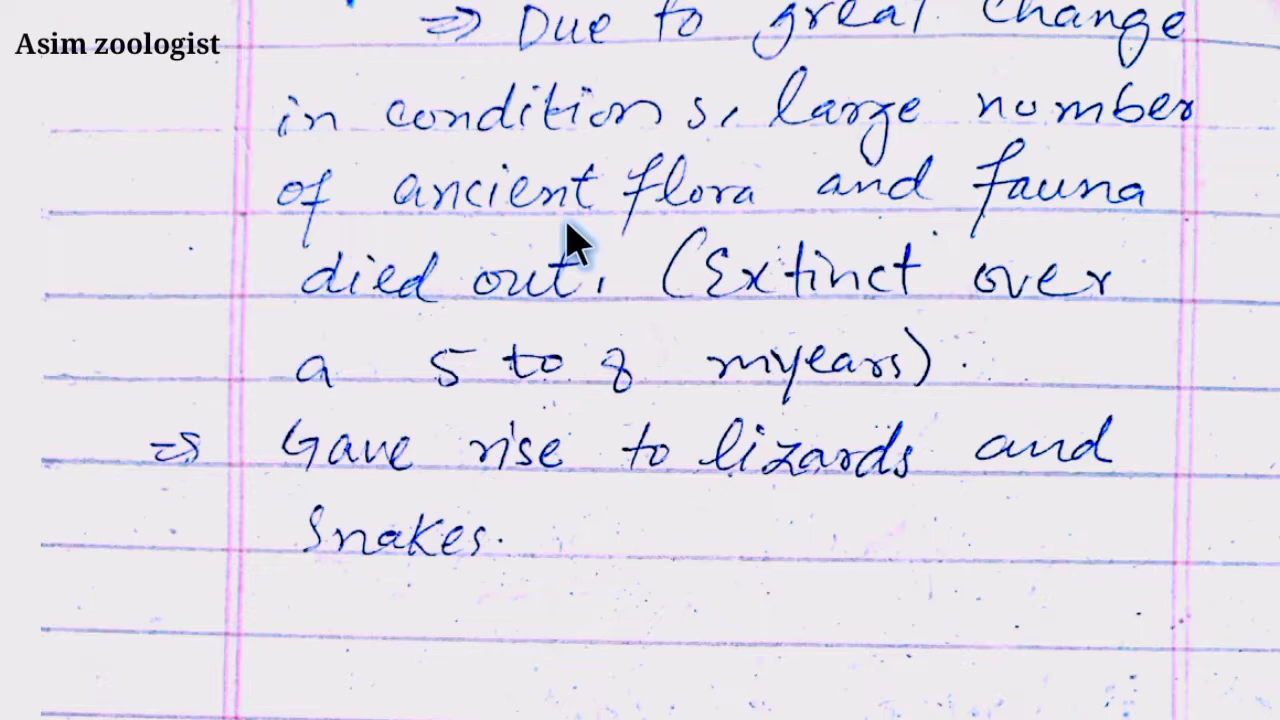 ⇒ Due to great change
Asim zoologist
in conditions, large number
of ancient flora and fauna
died out. (Extinct over
a 5 to 8 myears).
⇒ Gave rise to lizards and
snakes.